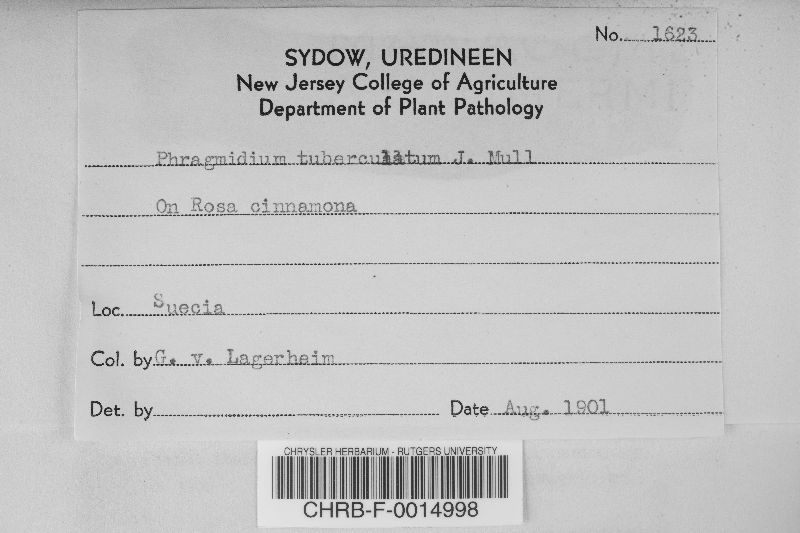 No. 1623
SYDOW, UREDINEEN
New Jersey College of Agriculture
Department of Plant Pathology
Phragmidium tuberculatum J. Mull
On Rosa cinnamona
Loc. Suecia
Col. by G. v. Lagerheim
Det. by
Date Aug. 1901
CHRYSLER HERBARIUM - RUTGERS UNIVERSITY
CHRB-F-0014998